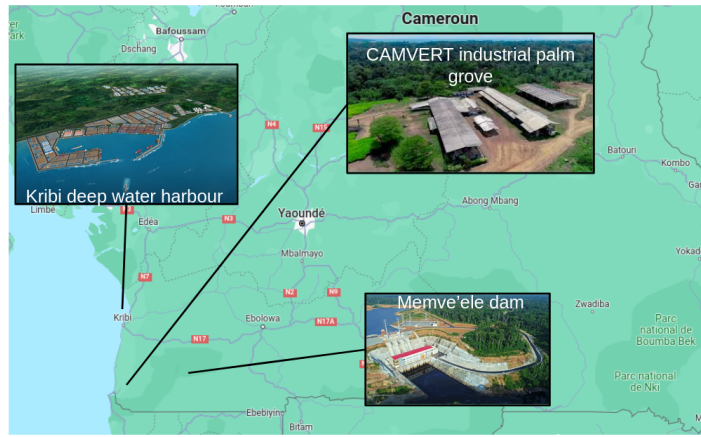 Cameroun
Bafoussam
Dschang
CAMVERT industrial palm
grove
Kribi deep water harbour
N4
Batouri
Kombo
Limbé
Edéa
N3
Yaoundé
Abong Mbang
Mbalmayo
Yokad
N7
N2
N9
Memve'ele dam
Zwadiba
Kribi
Ebolowa
N17A
N17
Parc
national de
Boumba Bek
Parc national
de Nki
Ebebiyin
Bitam